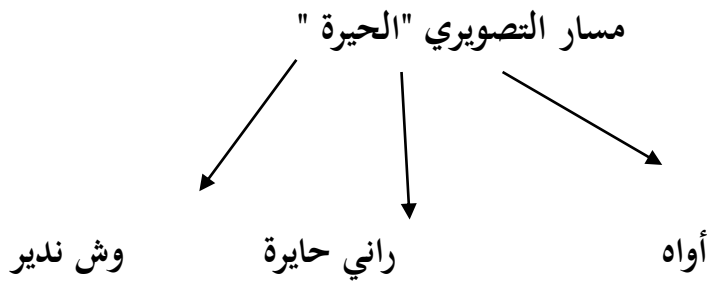 مسار التصويري "الحيرة "
أواه راني حايرة وش ندير